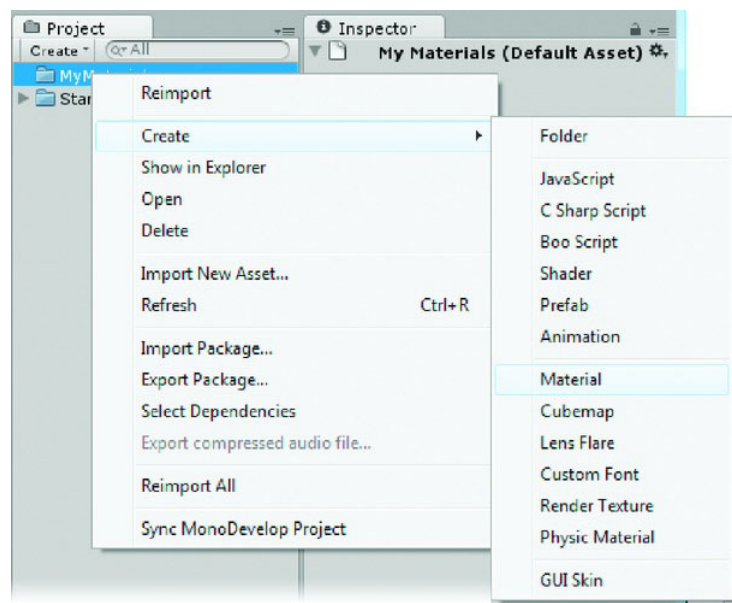 Project
Inspector
Create
All
My Materials (Default Asset)
MyM
Star
Reimport
Create
Show in Explorer
Open
Delete
Import New Asset...
Refresh Ctrl+R
Import Package...
Export Package...
Select Dependencies
Export compressed audio file...
Reimport All
Sync MonoDevelop Project
Folder
JavaScript
C Sharp Script
Boo Script
Shader
Prefab
Animation
Material
Cubemap
Lens Flare
Custom Font
Render Texture
Physic Material
GUI Skin